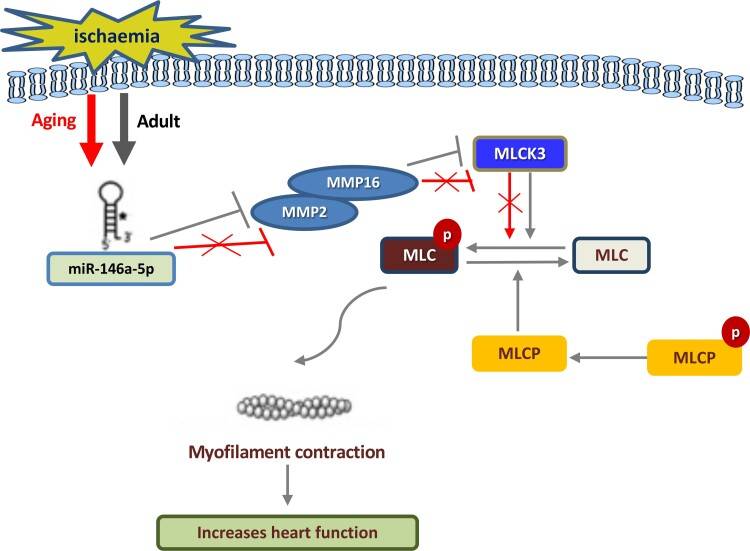 ischaemia
Aging
Adult
MLCK3
MMP16
MMP2
5' 3'
miR-146a-5p
p
MLC
MLC
MLCP
p
MLCP
Myofilament contraction
Increases heart function